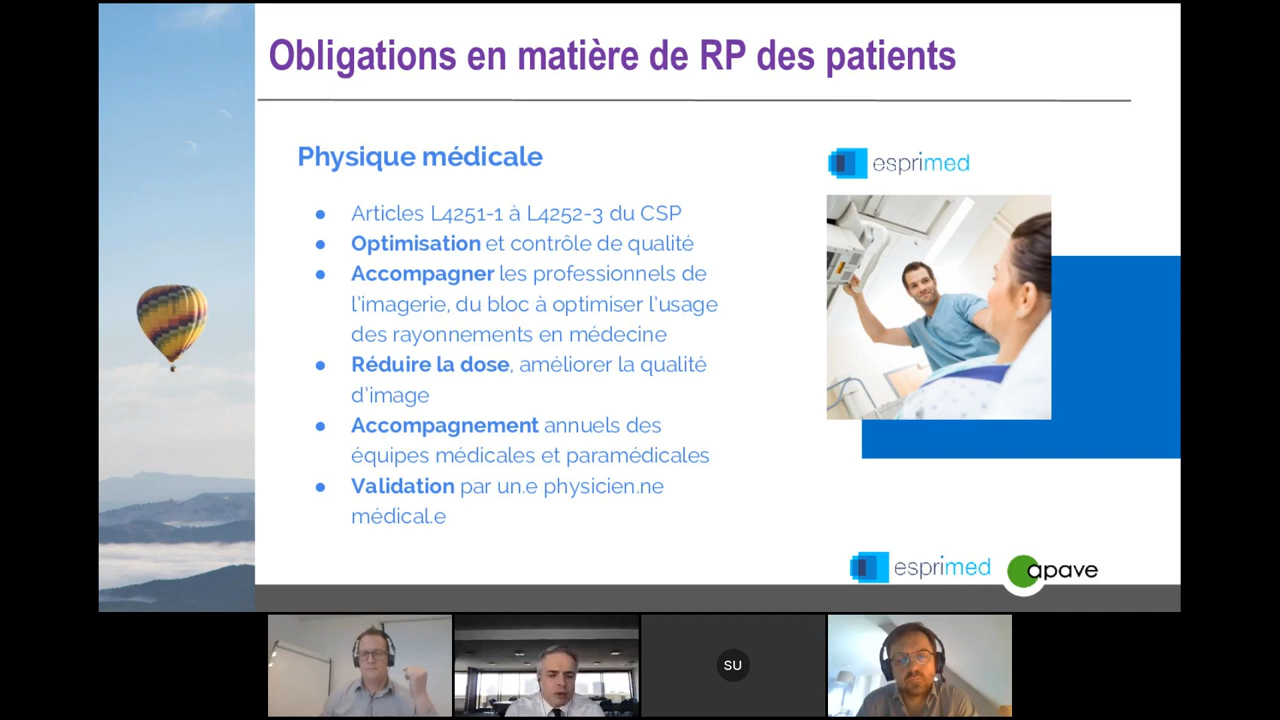 Obligations en matière de RP des patients
Physique médicale
esprimed
● Articles L4251-1 à L4252-3 du CSP
● Optimisation et contrôle de qualité
● Accompagner les professionnels de
l'imagerie, du bloc à optimiser l'usage
des rayonnements en médecine
● Réduire la dose, améliorer la qualité
d'image
● Accompagnement annuels des
équipes médicales et paramédicales
● Validation par un.e physicien.ne
médical.e
esprimed apave
SU